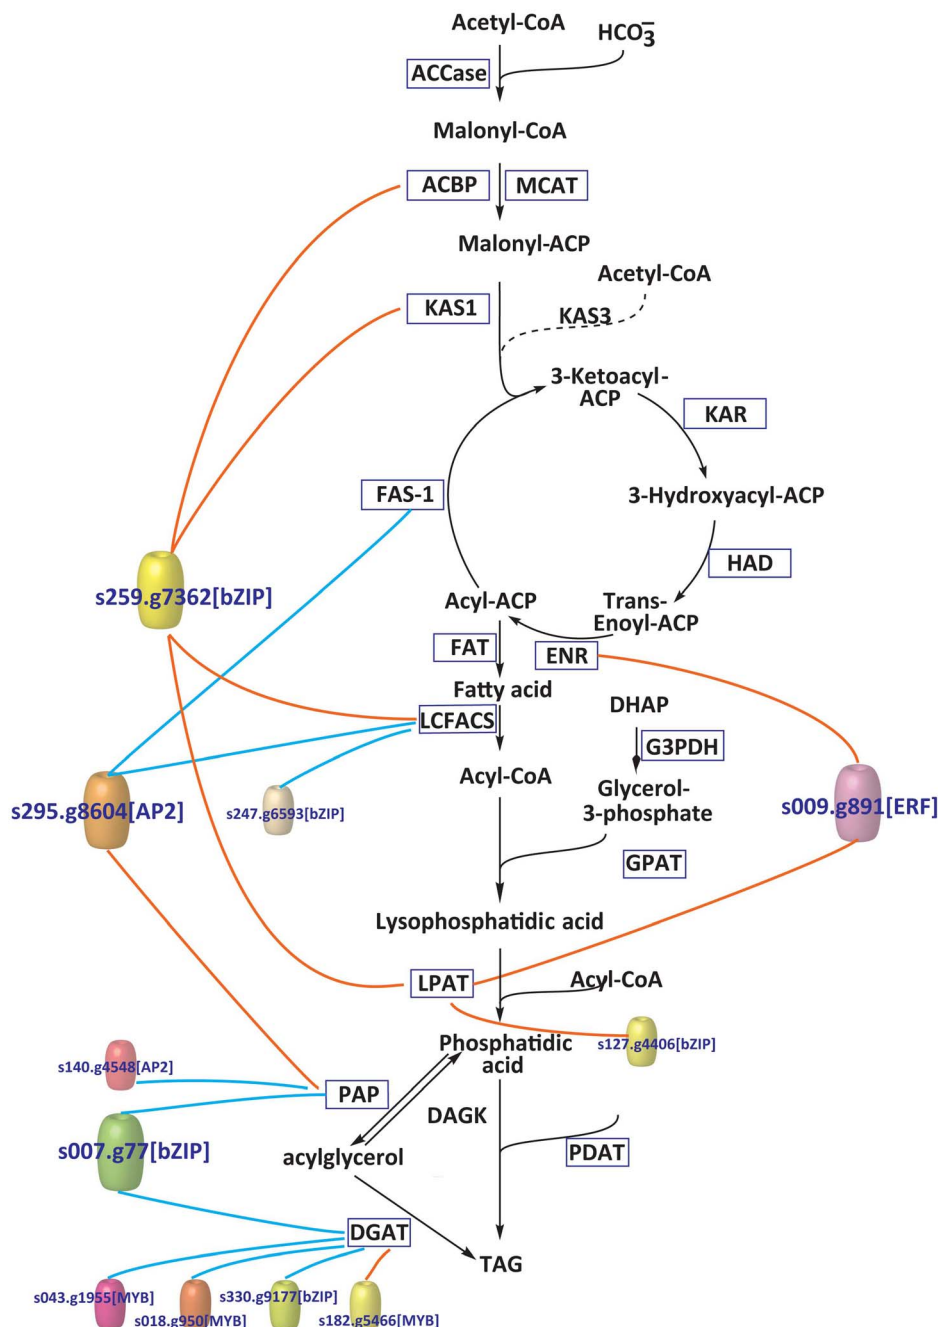 Acetyl-CoA
HCO3−
ACCase
Malonyl-CoA
ACBP
MCAT
Malonyl-ACP
Acetyl-CoA
KAS1
KAS3
3-Ketoacyl-
ACP
KAR
FAS-1
3-Hydroxyacyl-ACP
HAD
s259.g7362[bZIP]
Acyl-ACP
Trans-
Enoyl-ACP
FAT
ENR
Fatty acid
DHAP
LCFACS
G3PDH
Acyl-CoA
Glycerol-
3-phosphate
s295.g8604[AP2]
s247.g6593[bZIP]
s009.g891[ERF]
GPAT
Lysophosphatidic acid
LPAT
Acyl-CoA
Phosphatidic
acid
s127.g4406[bZIP]
s140.g4548[AP2]
PAP
DAGK
s007.g77[bZIP]
acylglycerol
PDAT
DGAT
TAG
s043.g1955[MYB]
s018.g950[MYB]
s330.g9177[bZIP]
s182.g5466[MYB]